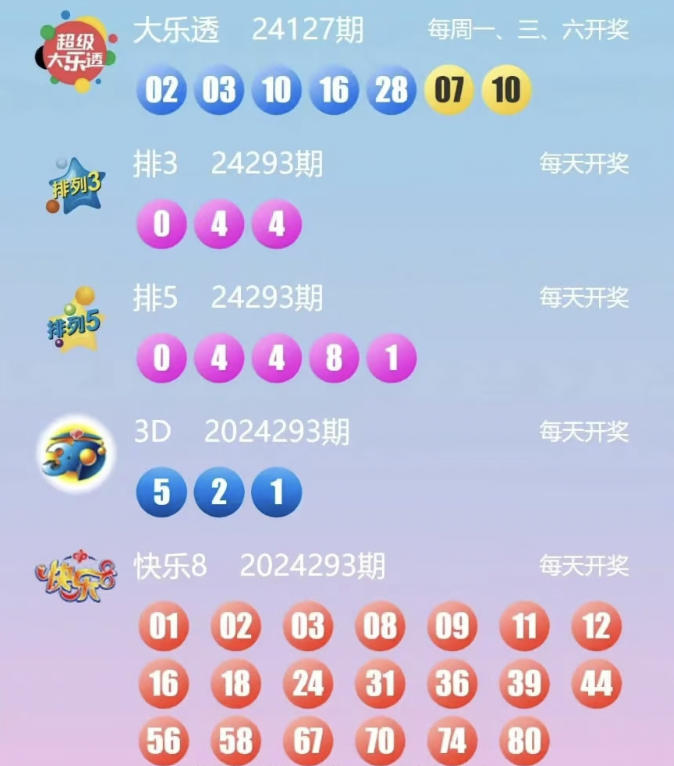 超级
大乐透
大乐透 24127期 每周一、三、六开奖
02 03 10 16 28 07 10
排列3
排3 24293期 每天开奖
0 4 4
排列5
排5 24293期 每天开奖
0 4 4 8 1
3D
3D 2024293期 每天开奖
5 2 1
快乐8
快乐8 2024293期 每天开奖
01 02 03 08 09 11 12
16 18 24 31 36 39 44
56 58 67 70 74 80